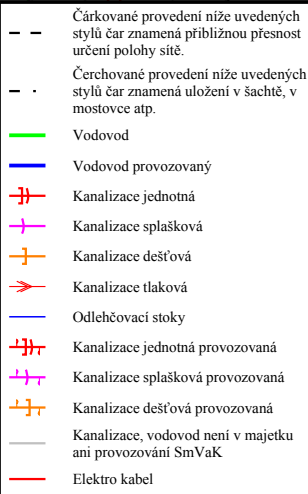 Čárkované provedení níže uvedených
stylů čar znamená přibližnou přesnost
určení polohy sítě.
Čerchované provedení níže uvedených
stylů čar znamená uložení v šachtě, v
mostovce atp.
Vodovod
Vodovod provozovaný
Kanalizace jednotná
Kanalizace splašková
Kanalizace dešťová
Kanalizace tlaková
Odlehčovací stoky
Kanalizace jednotná provozovaná
Kanalizace splašková provozovaná
Kanalizace dešťová provozovaná
Kanalizace, vodovod není v majetku
ani provozování SmVaK
Elektro kabel